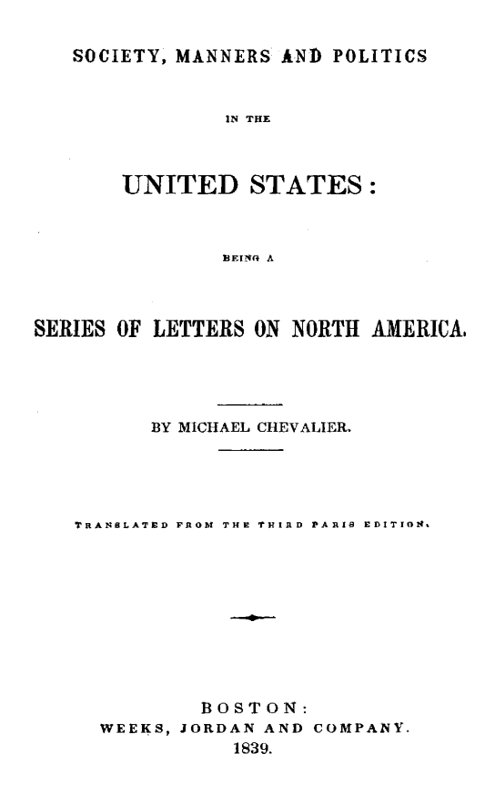 SOCIETY, MANNERS AND POLITICS
IN THE
UNITED STATES:
BEING A
SERIES OF LETTERS ON NORTH AMERICA.
BY MICHAEL CHEVALIER.
TRANSLATED FROM THE THIRD PARIS EDITION.
BOSTON:
WEEKS, JORDAN AND COMPANY.
1839.